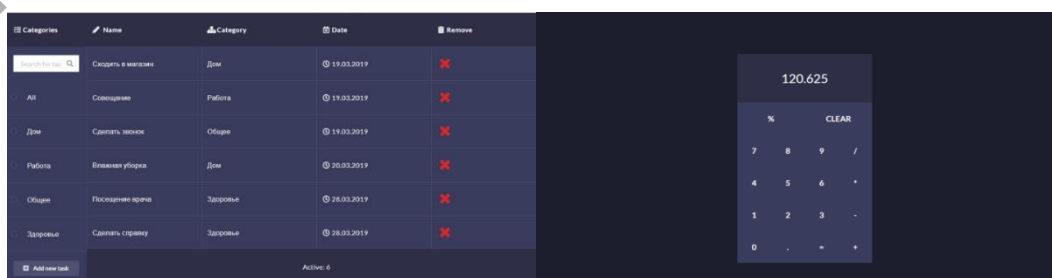 Categories Name Category Date Remove
Search for tas Сходить в магазин Дом 19.03.2019
All Совещание Работа 19.03.2019
Дом Сделать звонок Общее 19.03.2019
Работа Влажная уборка Дом 20.03.2019
Общее Посещение врача Здоровье 28.03.2019
Здоровье Сделать справку Здоровье 28.03.2019
Add new task Active: 6
120.625
% CLEAR
7 8 9 /
4 5 6 *
1 2 3 -
0 . = +